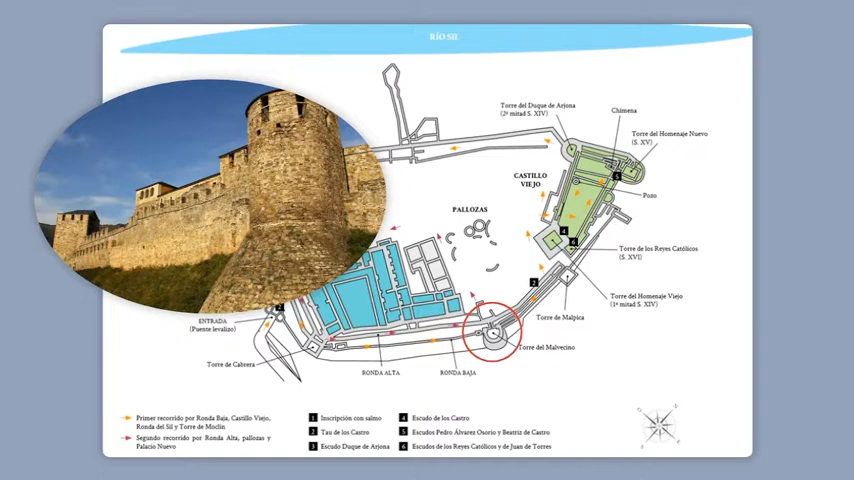 RÍO SIL
Torre del Duque de Arjona
(2ª mitad S. XIV)
Chimena
Torre del Homenaje Nuevo
(S. XV)
CASTILLO
VIEJO
5
Pozo
PALLOZAS
4
6
Torre de los Reyes Católicos
(S. XVI)
2
Torre del Homenaje Viejo
(1ª mitad S. XIV)
ENTRADA
(Puente levalizo)
Torre de Malpica
Torre del Malvecino
Torre de Cabrera
RONDA ALTA
RONDA BAJA
Primer recorrido por Ronda Baja, Castillo Viejo,
Ronda del Sil y Torre de Moclín
Segundo recorrido por Ronda Alta, pallozas y
Palacio Nuevo
1 Inscripción con salmo
2 Tau de los Castro
3 Escudo Duque de Arjona
4 Escudo de los Castro
5 Escudos Pedro Álvarez Osorio y Beatriz de Castro
6 Escudos de los Reyes Católicos y de Juan de Torres